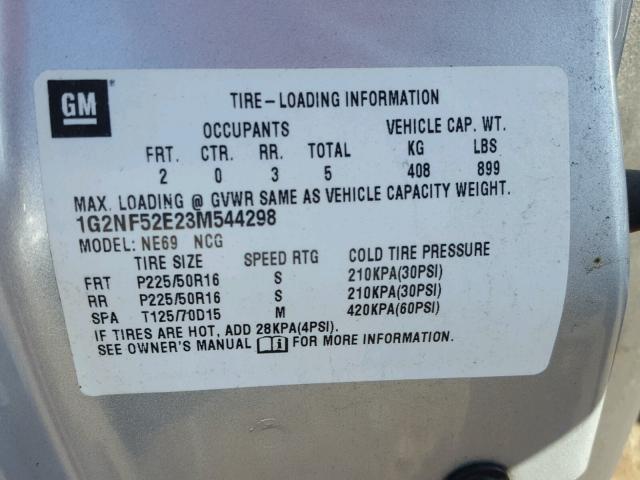 GM
TIRE-LOADING INFORMATION
OCCUPANTS VEHICLE CAP. WT.
FRT. CTR. RR. TOTAL KG LBS
2 0 3 5 408 899
MAX. LOADING @ GVWR SAME AS VEHICLE CAPACITY WEIGHT.
1G2NF52E23M544298
MODEL: NE69 NCG
TIRE SIZE SPEED RTG COLD TIRE PRESSURE
FRT P225/50R16 S 210KPA(30PSI)
RR P225/50R16 S 210KPA(30PSI)
SPA T125/70D15 M 420KPA(60PSI)
IF TIRES ARE HOT, ADD 28KPA(4PSI).
SEE OWNER'S MANUAL i FOR MORE INFORMATION.